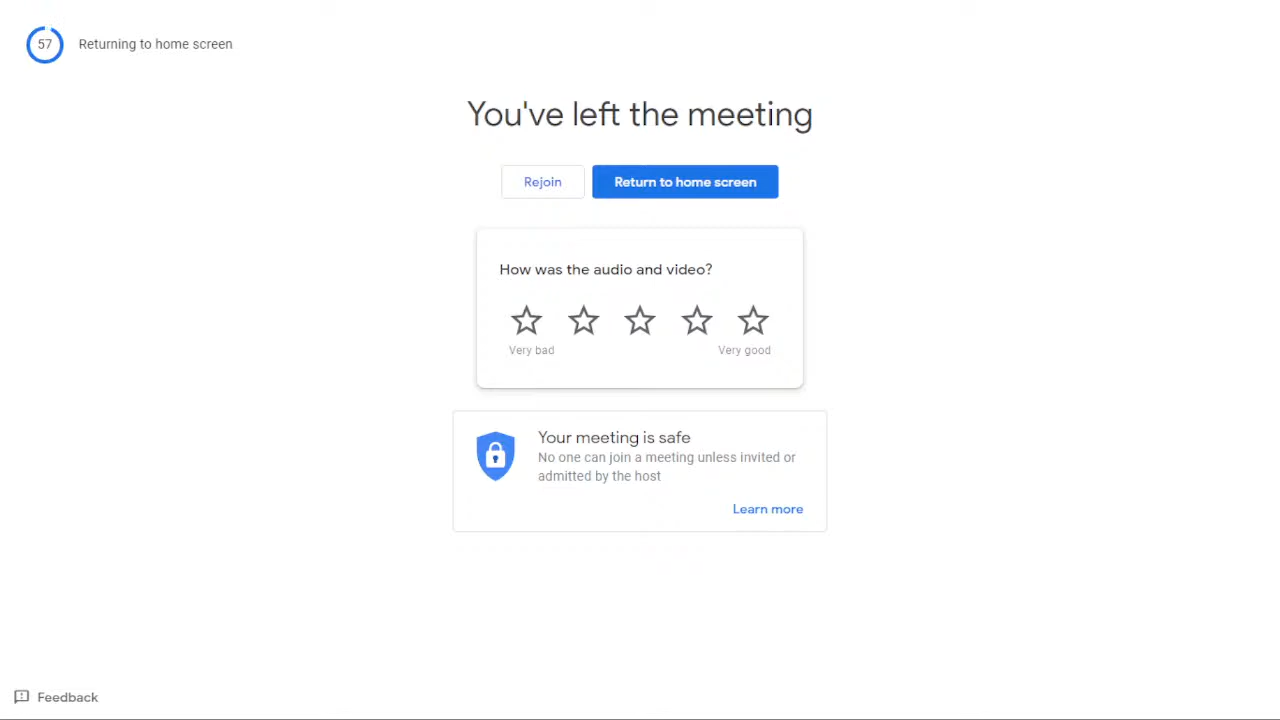 57 Returning to home screen
You've left the meeting
Rejoin Return to home screen
How was the audio and video?
Very bad Very good
Your meeting is safe
No one can join a meeting unless invited or
admitted by the host
Learn more
Feedback